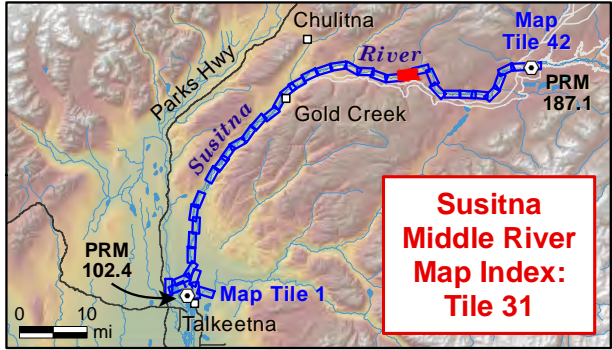 Chulitna
Map
Tile 42
River
Parks Hwy
PRM
187.1
Gold Creek
Susitna
Susitna
Middle River
Map Index:
Tile 31
PRM
102.4
Map Tile 1
0 10
mi
Talkeetna